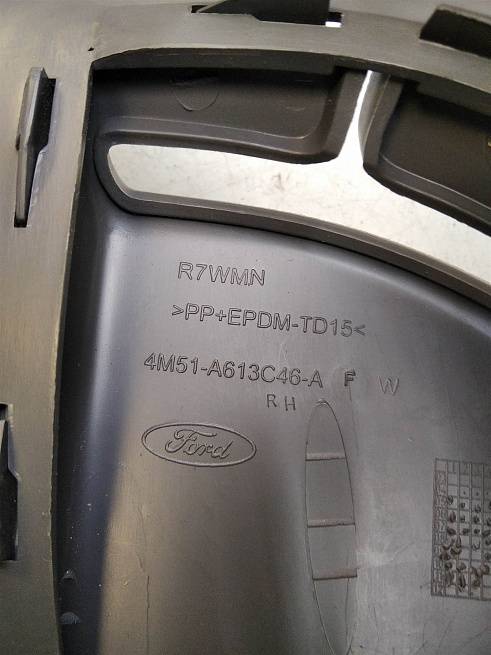 R7WMN
>PP+EPDM-TD15<
4M51-A613C46-A F W
RH
Ford